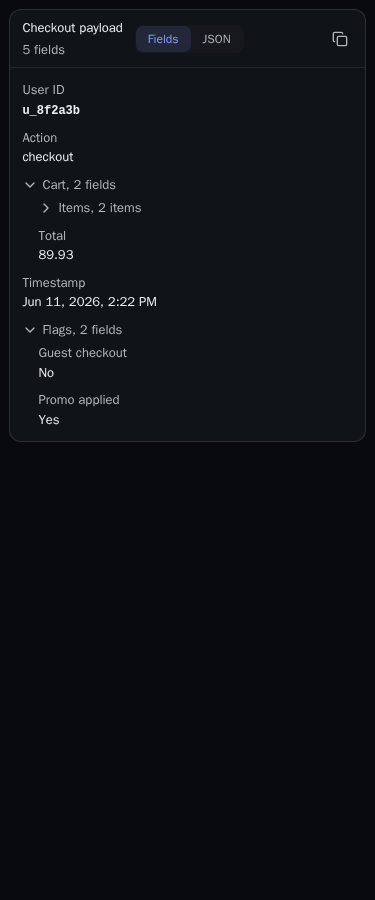 Checkout payload
5 fields
Fields
JSON
User ID
u_8f2a3b
Action
checkout
Cart, 2 fields
Items, 2 items
Total
89.93
Timestamp
Jun 11, 2026, 2:22 PM
Flags, 2 fields
Guest checkout
No
Promo applied
Yes